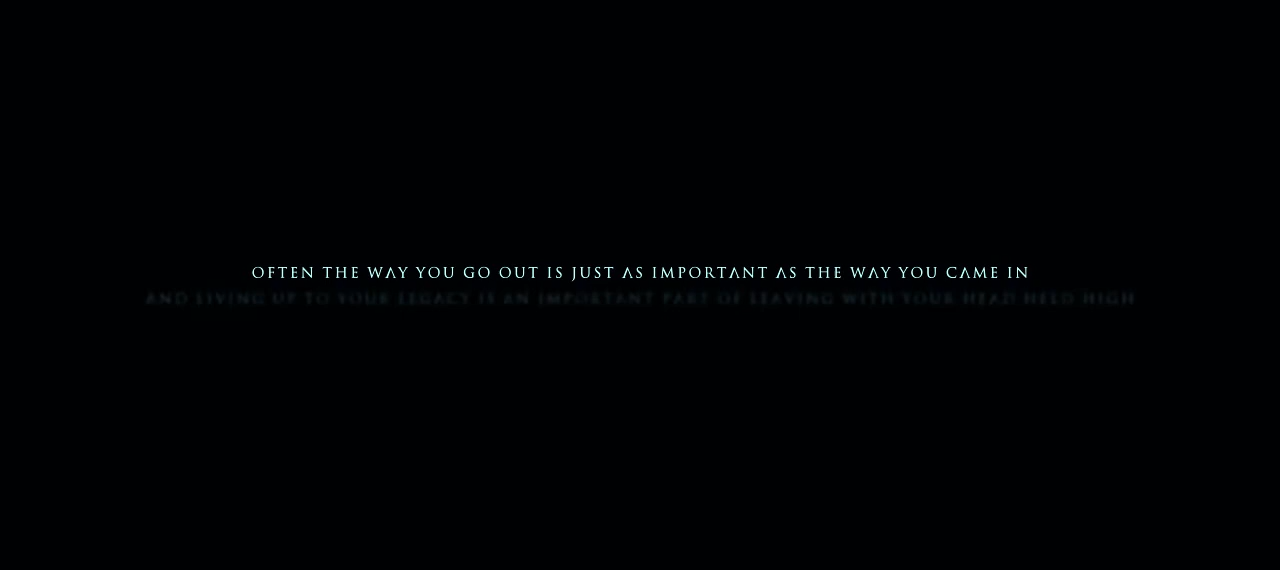 OFTEN THE WAY YOU GO OUT IS JUST AS IMPORTANT AS THE WAY YOU CAME IN
AND LIVING UP TO YOUR LEGACY IS AN IMPORTANT PART OF LEAVING WITH YOUR HEAD HELD HIGH